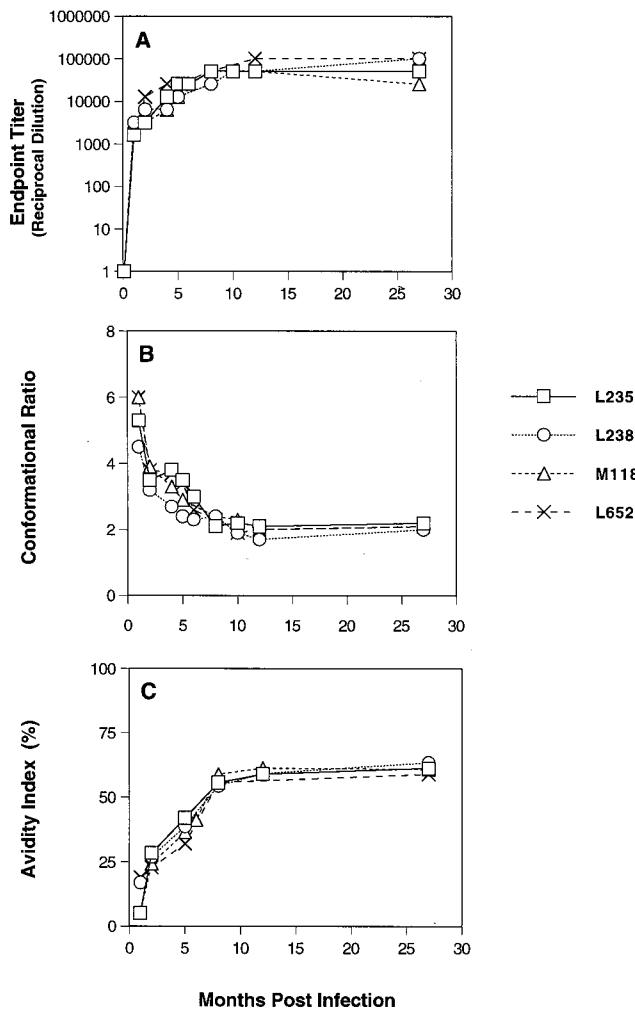 A
1000000
100000
10000
1000
100
10
1
Endpoint Titer
(Reciprocal Dilution)
0 5 10 15 20 25 30
B
8
6
4
2
0
Conformational Ratio
0 5 10 15 20 25 30
L235
L238
M118
L652
C
100
75
50
25
0
Avidity Index (%)
0 5 10 15 20 25 30
Months Post Infection